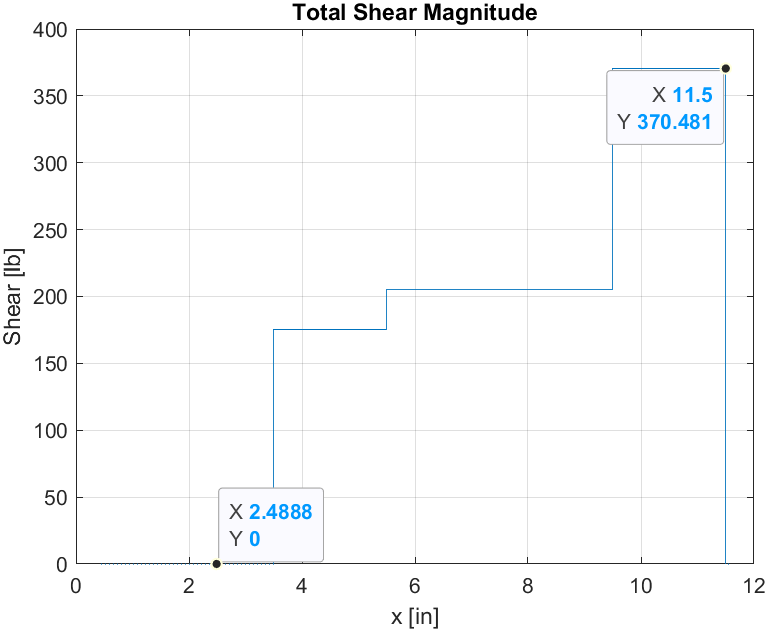 Total Shear Magnitude
400
350
300
250
200
150
100
50
0
Shear [lb]
X 11.5
Y 370.481
X 2.4888
Y 0
0 2 4 6 8 10 12
x [in]